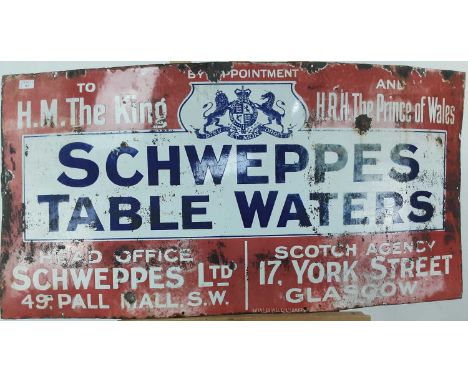 BY APPOINTMENT
TO
H.M. The King
AND
H.R.H. The Prince of Wales
SCHWEPPES
TABLE WATERS
HEAD OFFICE
SCHWEPPES LTD
49. PALL MALL, S.W.
SCOTCH AGENCY
17, YORK STREET
GLASGOW